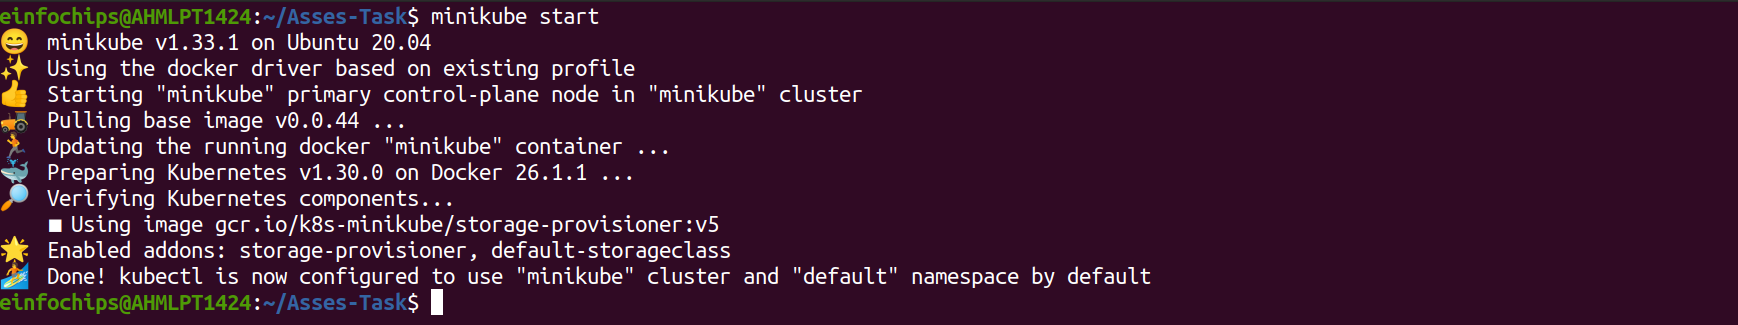 einfochips@AHMLPT1424:~/Asses-Task$ minikube start
😄 minikube v1.33.1 on Ubuntu 20.04
✨ Using the docker driver based on existing profile
👍 Starting "minikube" primary control-plane node in "minikube" cluster
🚜 Pulling base image v0.0.44 ...
🏃 Updating the running docker "minikube" container ...
🐳 Preparing Kubernetes v1.30.0 on Docker 26.1.1 ...
🔎 Verifying Kubernetes components...
■ Using image gcr.io/k8s-minikube/storage-provisioner:v5
🌟 Enabled addons: storage-provisioner, default-storageclass
🏄 Done! kubectl is now configured to use "minikube" cluster and "default" namespace by default
einfochips@AHMLPT1424:~/Asses-Task$